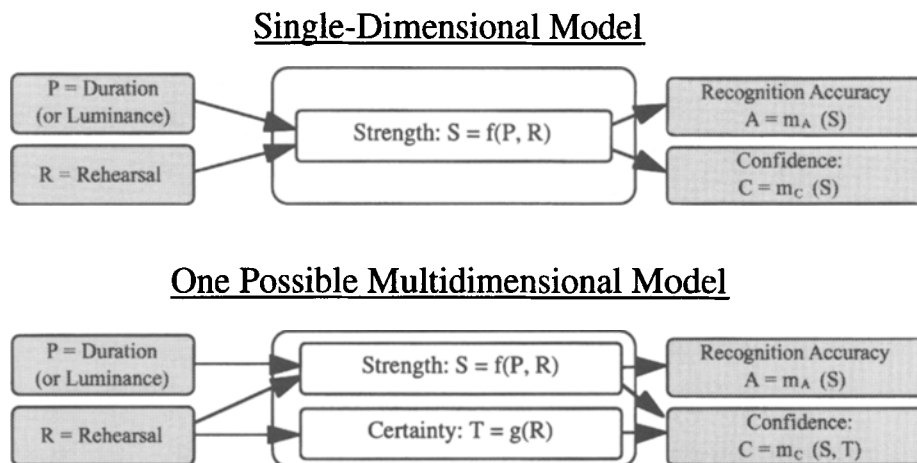 Single-Dimensional Model
P = Duration
(or Luminance)
R = Rehearsal
Strength: S = f(P, R)
Recognition Accuracy
A = m_A (S)
Confidence:
C = m_C (S)
One Possible Multidimensional Model
P = Duration
(or Luminance)
R = Rehearsal
Strength: S = f(P, R)
Certainty: T = g(R)
Recognition Accuracy
A = m_A (S)
Confidence:
C = m_C (S, T)